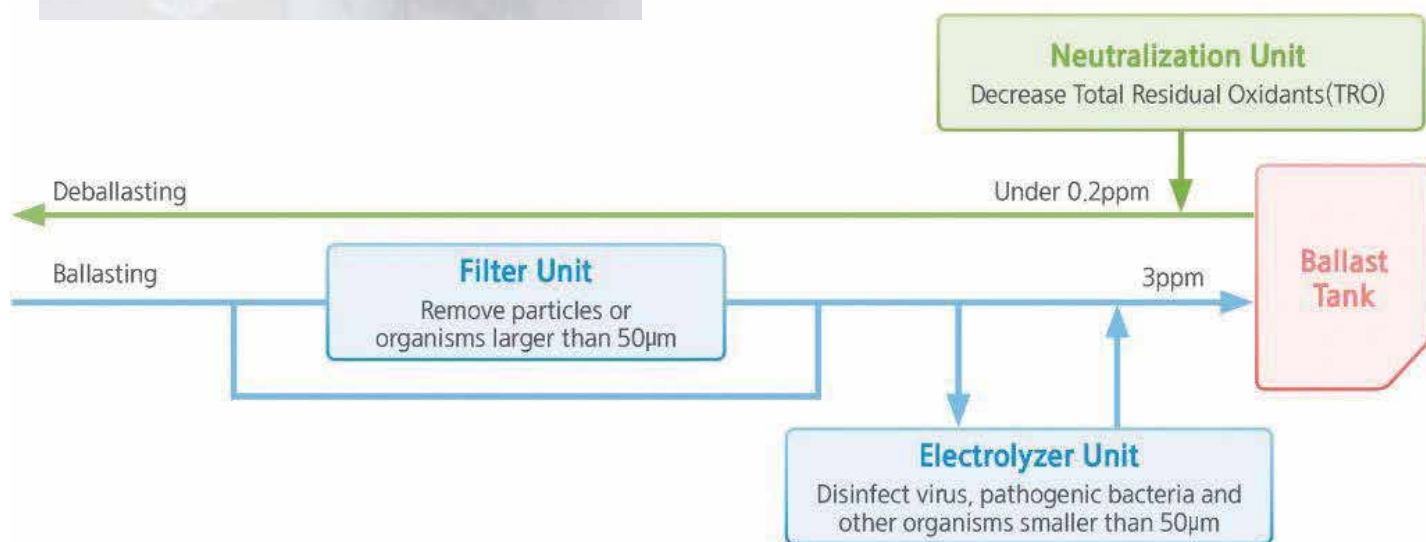 Neutralization Unit
Decrease Total Residual Oxidants(TRO)
Deballasting
Under 0.2ppm
Ballasting
Filter Unit
Remove particles or
organisms larger than 50μm
3ppm
Ballast
Tank
Electrolyzer Unit
Disinfect virus, pathogenic bacteria and
other organisms smaller than 50μm